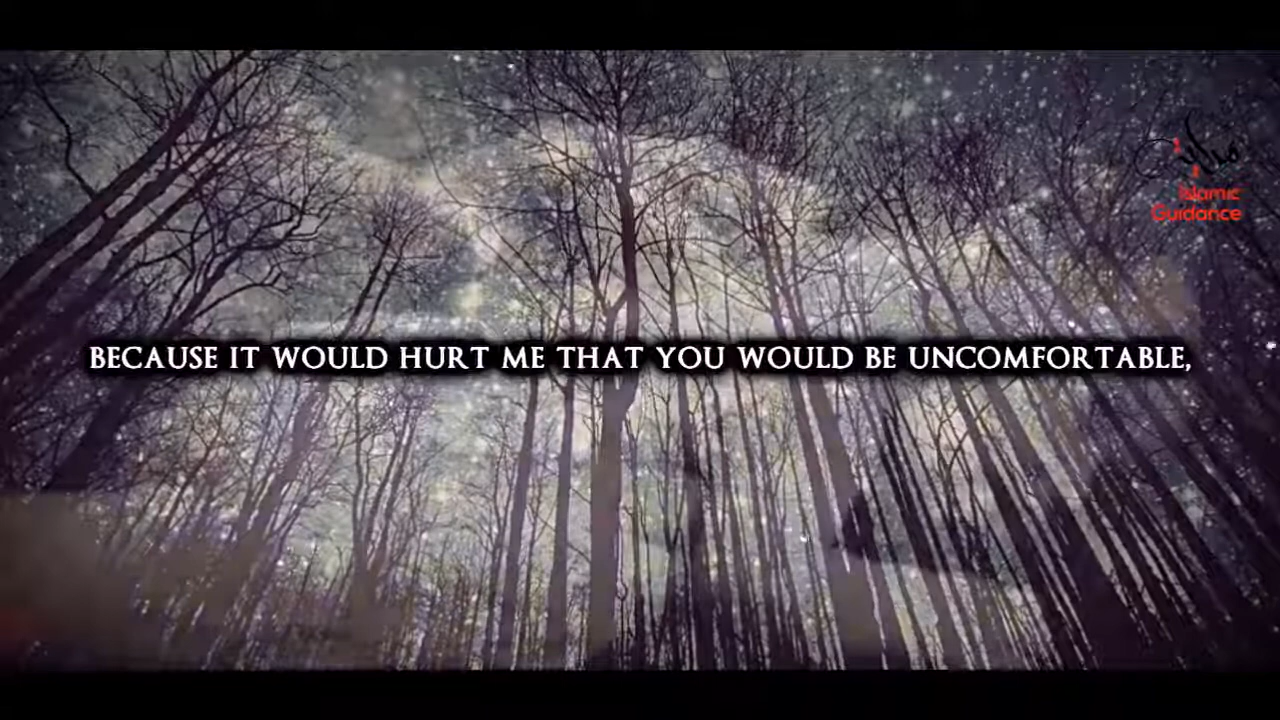 Islamic
Guidance
BECAUSE IT WOULD HURT ME THAT YOU WOULD BE UNCOMFORTABLE,